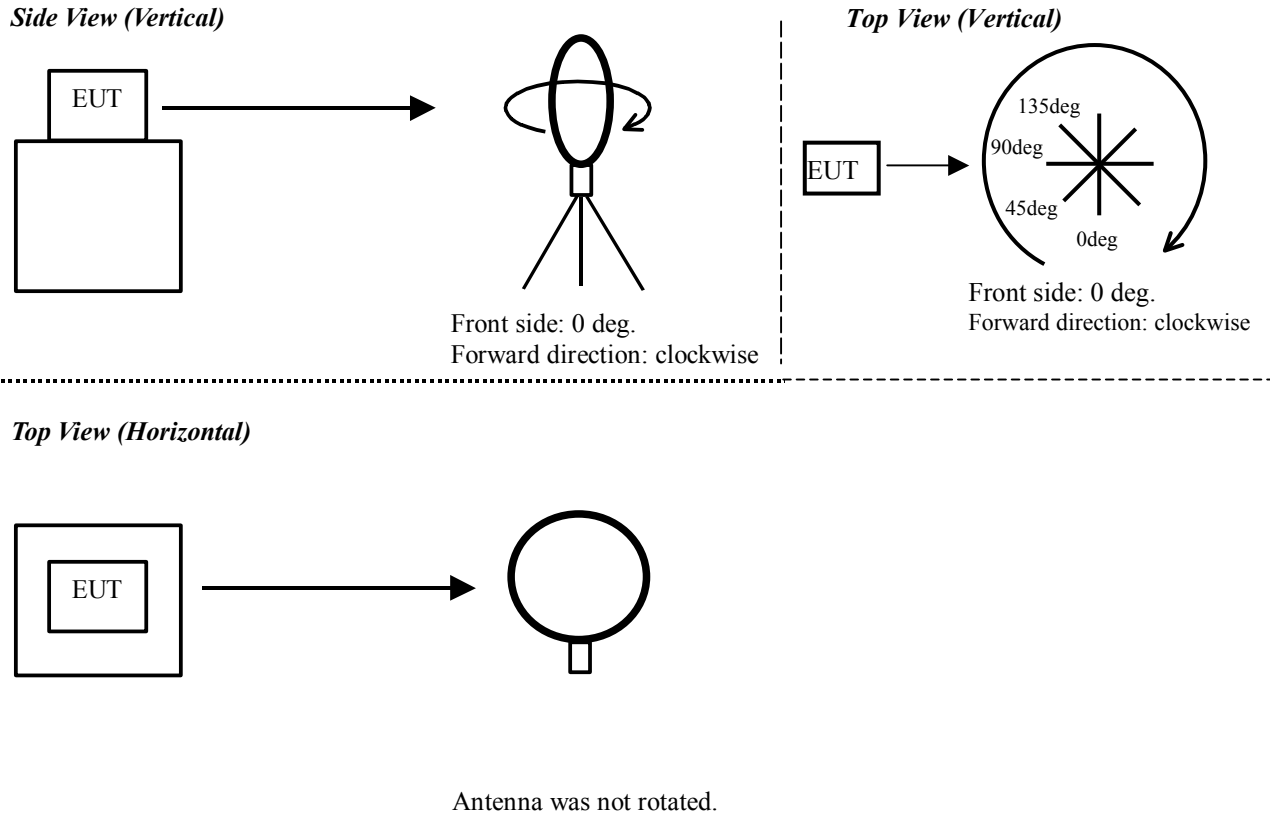 Side View (Vertical)
EUT
Front side: 0 deg.
Forward direction: clockwise
Top View (Vertical)
135deg
90deg
EUT
45deg
0deg
Front side: 0 deg.
Forward direction: clockwise
Top View (Horizontal)
EUT
Antenna was not rotated.